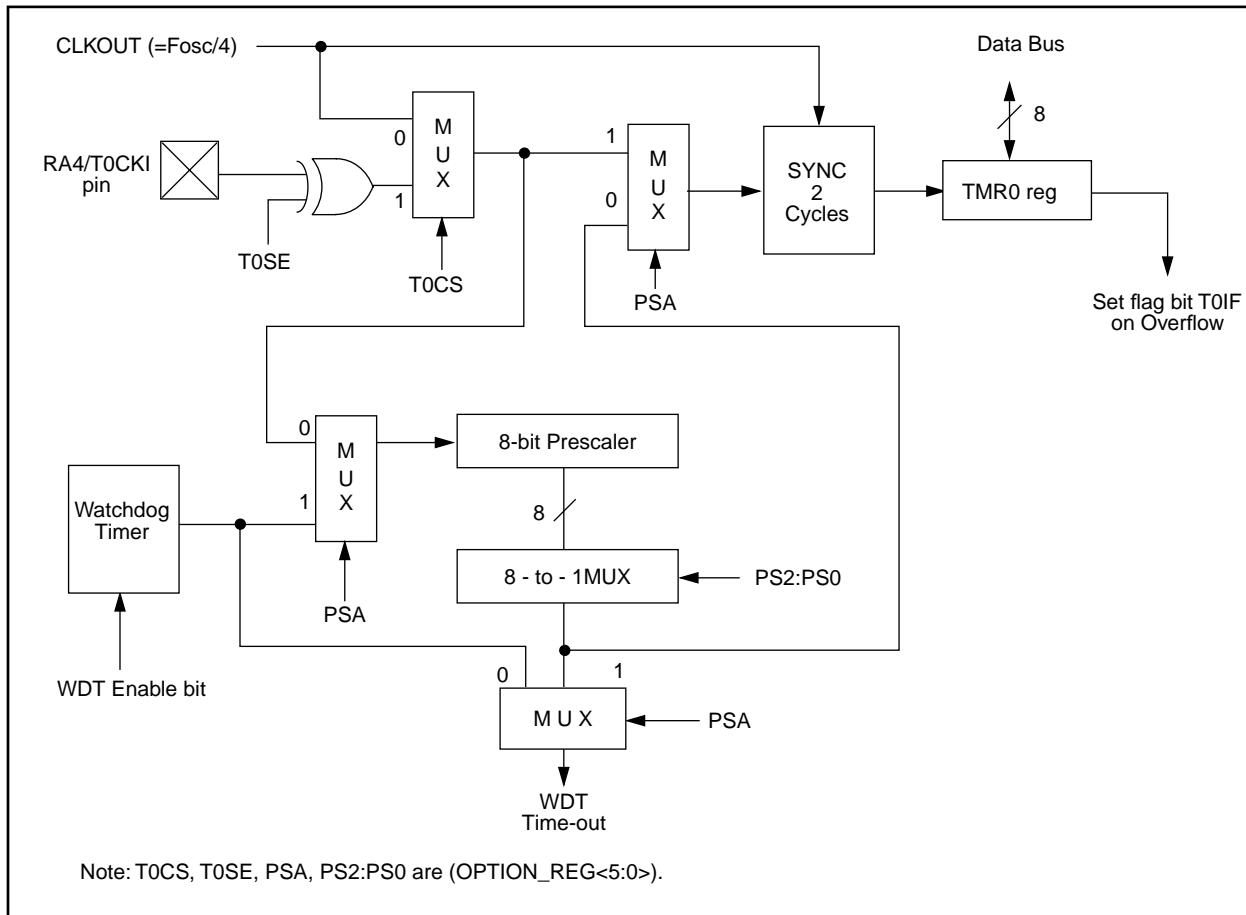 CLKOUT (=Fosc/4)
Data Bus
8
M
U
X
0
1
RA4/T0CKI
pin
T0SE
T0CS
1
0
M
U
X
PSA
SYNC
2
Cycles
TMR0 reg
Set flag bit T0IF
on Overflow
0
1
M
U
X
PSA
8-bit Prescaler
8
Watchdog
Timer
8 - to - 1MUX
PS2:PS0
WDT Enable bit
0
1
M U X
PSA
WDT
Time-out
Note: T0CS, T0SE, PSA, PS2:PS0 are (OPTION_REG<5:0>).